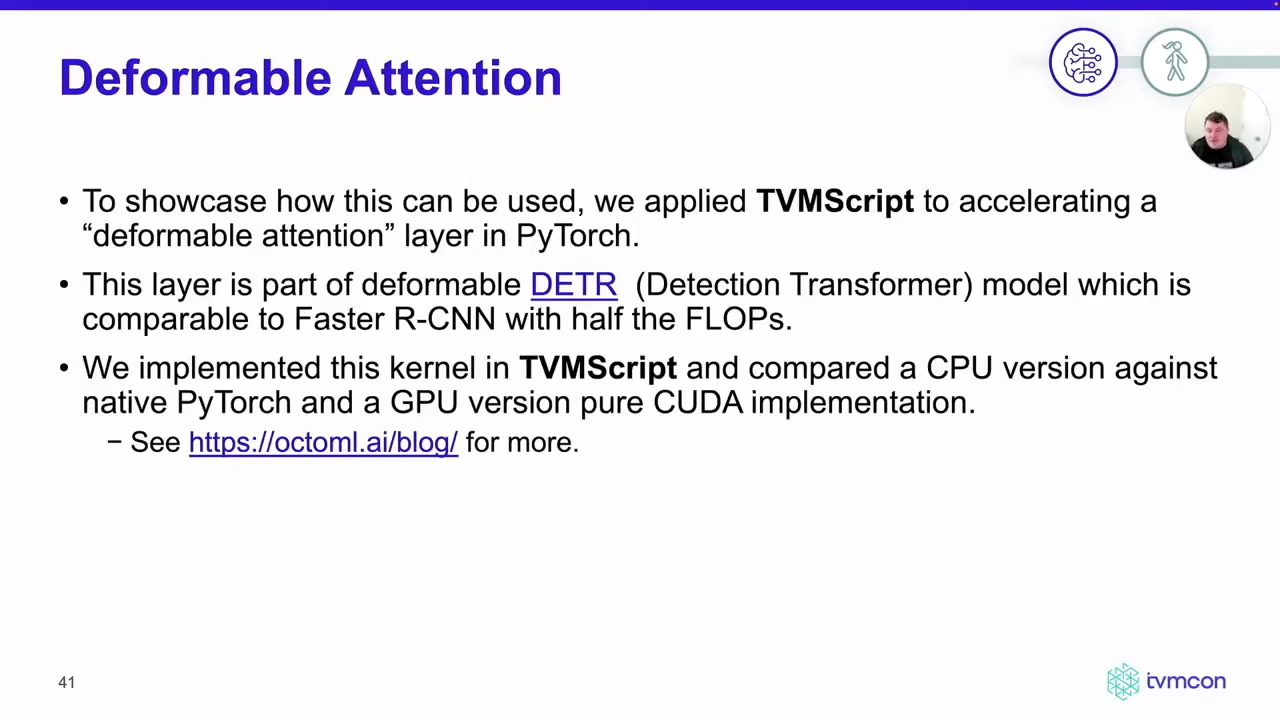 Deformable Attention
• To showcase how this can be used, we applied TVMScript to accelerating a
“deformable attention” layer in PyTorch.
• This layer is part of deformable DETR (Detection Transformer) model which is
comparable to Faster R-CNN with half the FLOPs.
• We implemented this kernel in TVMScript and compared a CPU version against
native PyTorch and a GPU version pure CUDA implementation.
− See https://octoml.ai/blog/ for more.
41
tvmcon